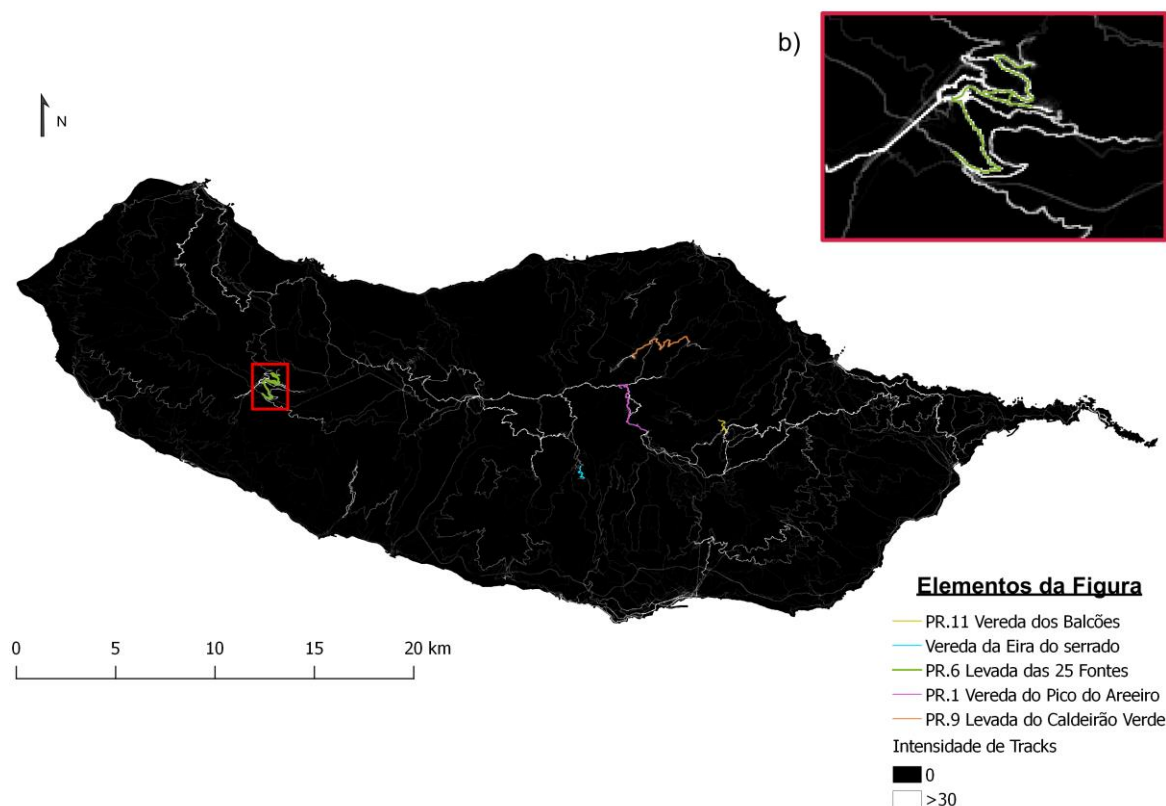 b)
N
0 5 10 15 20 km
Elementos da Figura
PR.11 Vereda dos Balcões
Vereda da Eira do serrado
PR.6 Levada das 25 Fontes
PR.1 Vereda do Pico do Areeiro
PR.9 Levada do Caldeirão Verde
Intensidade de Tracks
0
>30